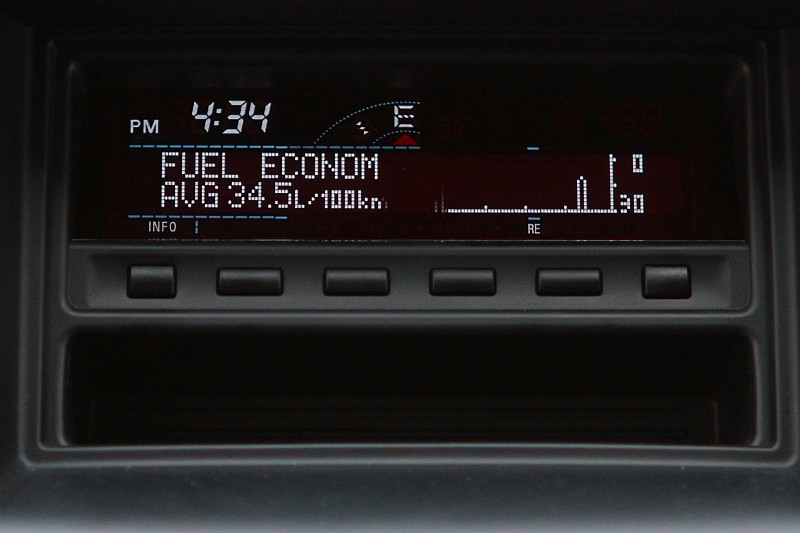 PM 4:34 E
FUEL ECONOM 0
AVG 34.5L/100km 30
INFO RE